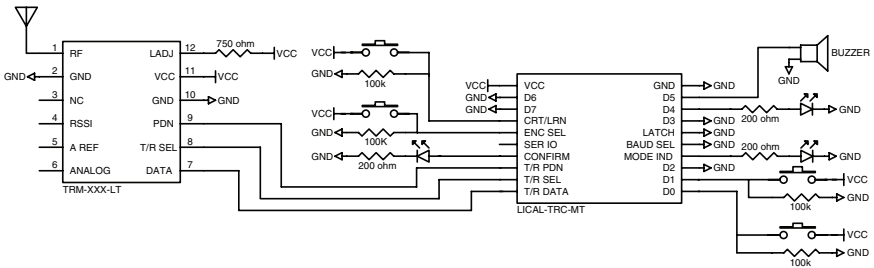 1 RF LADJ 12 750 ohm VCC
GND 2 GND VCC 11 VCC
3 NC GND 10 GND
4 RSSI PDN 9
5 A REF T/R SEL 8
6 ANALOG DATA 7
TRM-XXX-LT
VCC
GND 100k
VCC
GND 100K
GND 200 ohm
VCC VCC GND GND
GND D6 D5
GND D7 D4 200 ohm GND
CRT/LRN D3 GND
ENC SEL LATCH GND
SER IO BAUD SEL GND
CONFIRM MODE IND 200 ohm GND
T/R PDN D2 GND
T/R SEL D1
T/R DATA D0
LICAL-TRC-MT
BUZZER
GND
VCC
GND
100k
VCC
GND
100k